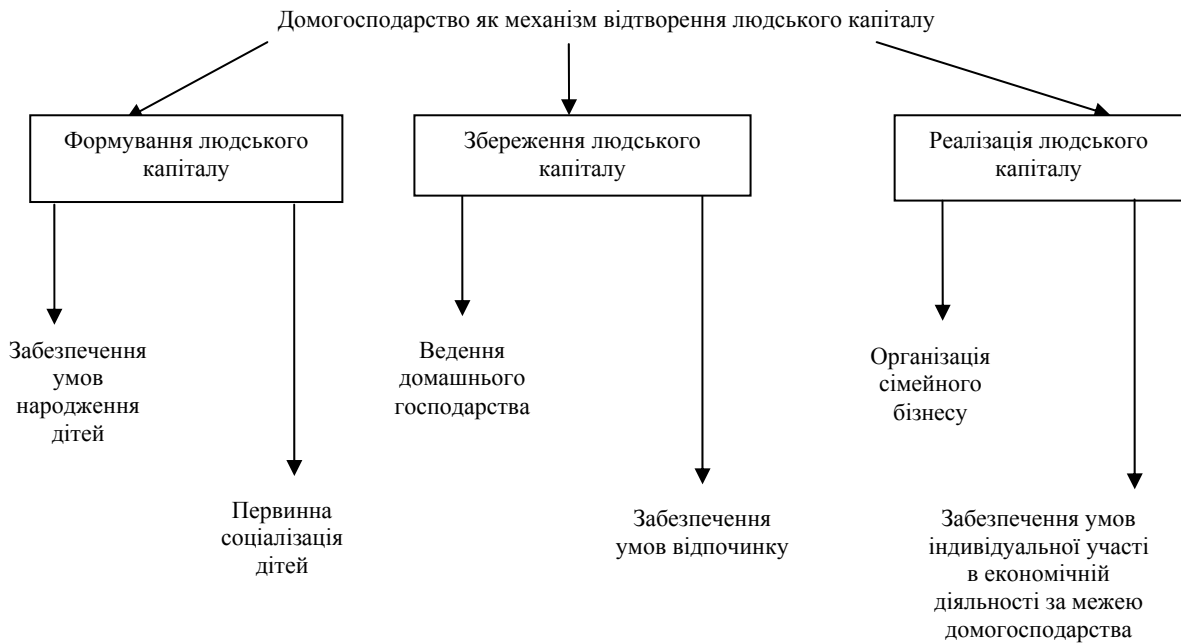 Домогосподарство як механізм відтворення людського капіталу
Формування людського
капіталу
Збереження людського
капіталу
Реалізація людського
капіталу
Забезпечення
умов
народження
дітей
Первинна
соціалізація
дітей
Ведення
домашнього
господарства
Забезпечення
умов відпочинку
Організація
сімейного
бізнесу
Забезпечення умов
індивідуальної участі
в економічній
діяльності за межею
домогосподарства